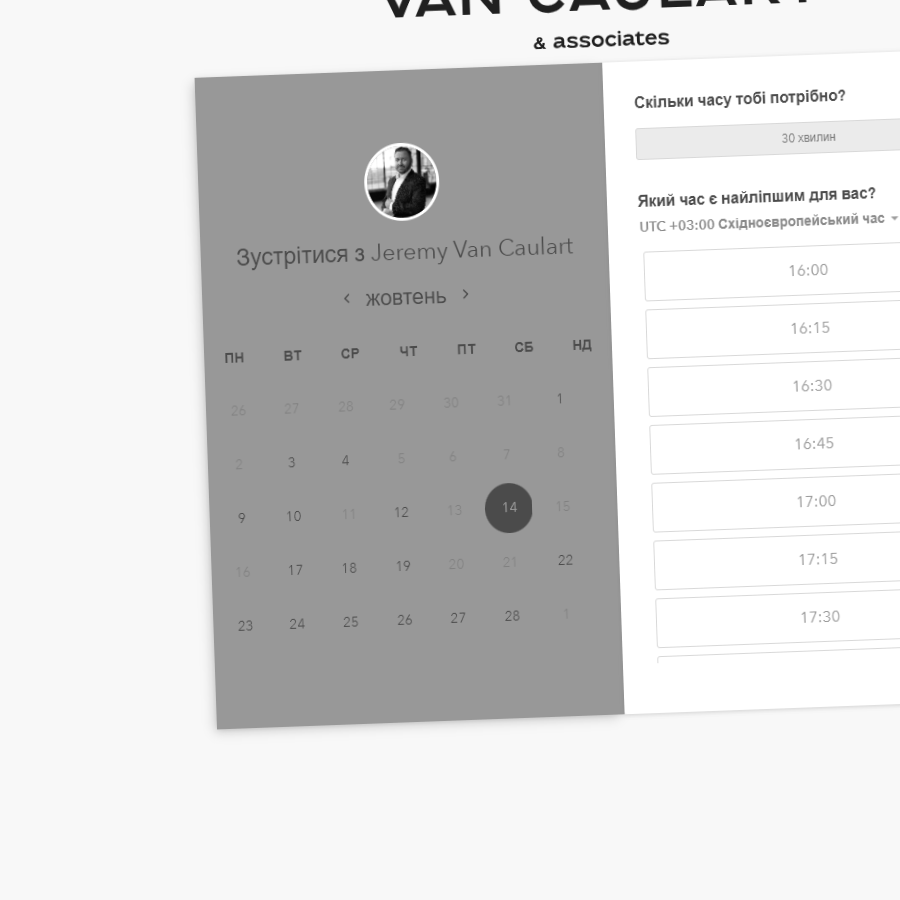 VAN CAULART
& associates
Зустрітися з Jeremy Van Caulart
жовтень
ПН ВТ СР ЧТ ПТ СБ НД
26 27 28 29 30 31 1
2 3 4 5 6 7 8
9 10 11 12 13 14 15
16 17 18 19 20 21 22
23 24 25 26 27 28 1
Скільки часу тобі потрібно?
30 хвилин
Який час є найліпшим для вас?
UTC +03:00 Східноєвропейський час
16:00
16:15
16:30
16:45
17:00
17:15
17:30